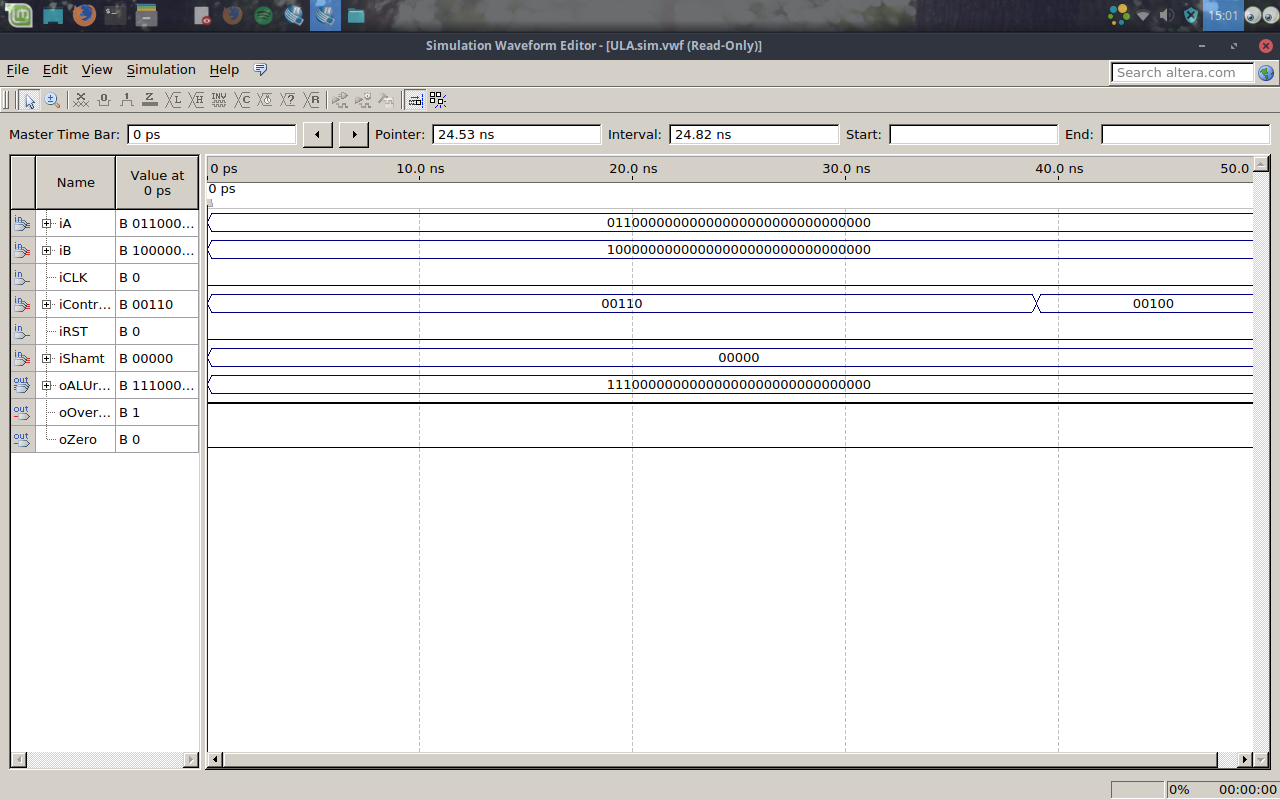 15:01
Simulation Waveform Editor - [ULA.sim.vwf (Read-Only)]
File Edit View Simulation Help
Search altera.com
Master Time Bar: 0 ps Pointer: 24.53 ns Interval: 24.82 ns Start: End:
Name Value at 0 ps
0 ps 10.0 ns 20.0 ns 30.0 ns 40.0 ns 50.0
0 ps
iA B 011000... 01100000000000000000000000000000
iB B 100000... 10000000000000000000000000000000
iCLK B 0
iContr... B 00110 00110 00100
iRST B 0
iShamt B 00000 00000
oALUr... B 111000... 11100000000000000000000000000000
oOver... B 1
oZero B 0
0% 00:00:00